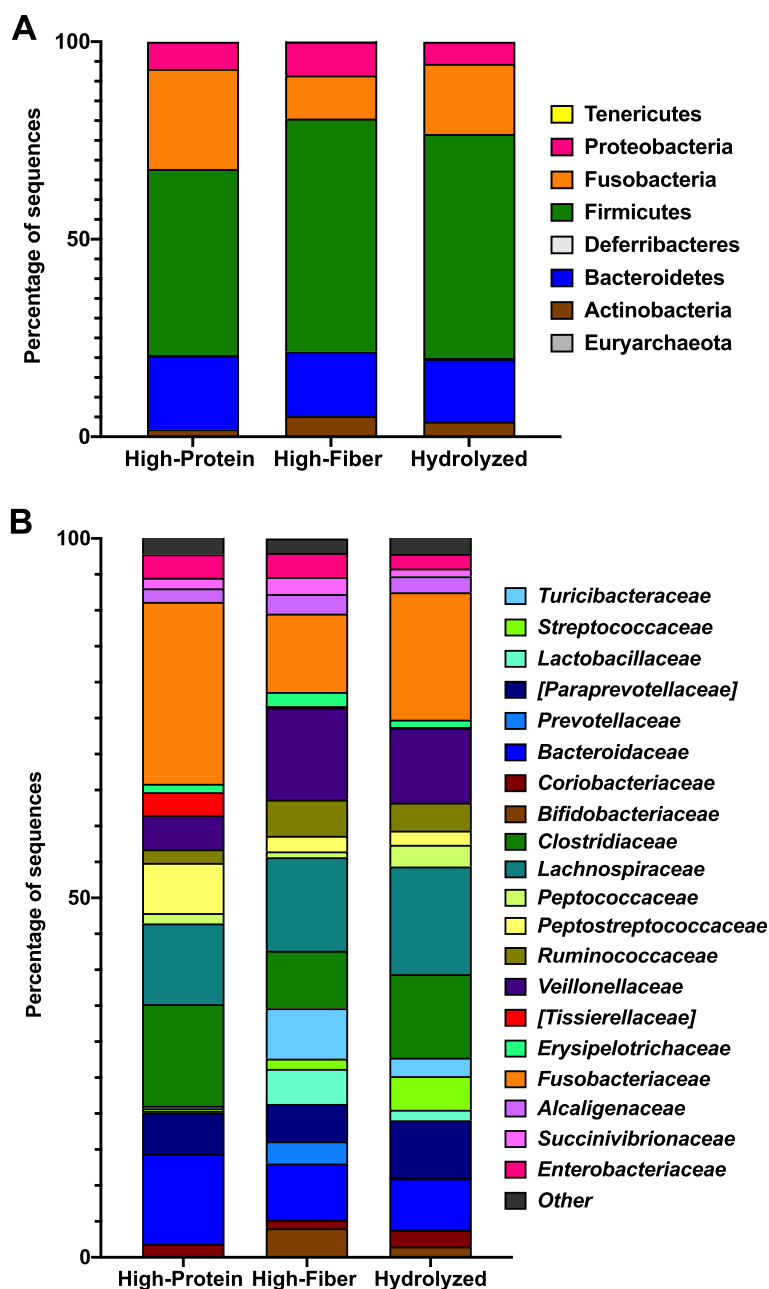 A
100
50
0
Percentage of sequences
High-Protein
High-Fiber
Hydrolyzed
Tenericutes
Proteobacteria
Fusobacteria
Firmicutes
Deferribacteres
Bacteroidetes
Actinobacteria
Euryarchaeota
B
100
50
0
Percentage of sequences
High-Protein
High-Fiber
Hydrolyzed
Turicibacteraceae
Streptococcaceae
Lactobacillaceae
[Paraprevotellaceae]
Prevotellaceae
Bacteroidaceae
Coriobacteriaceae
Bifidobacteriaceae
Clostridiaceae
Lachnospiraceae
Peptococcaceae
Peptostreptococcaceae
Ruminococcaceae
Veillonellaceae
[Tissierellaceae]
Erysipelotrichaceae
Fusobacteriaceae
Alcaligenaceae
Succinivibrionaceae
Enterobacteriaceae
Other